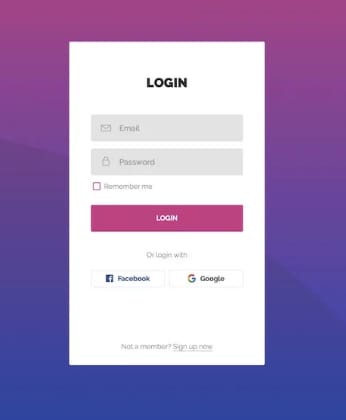 LOGIN
Email
Password
Remember me
LOGIN
Or login with
Facebook
Google
Not a member? Sign up now